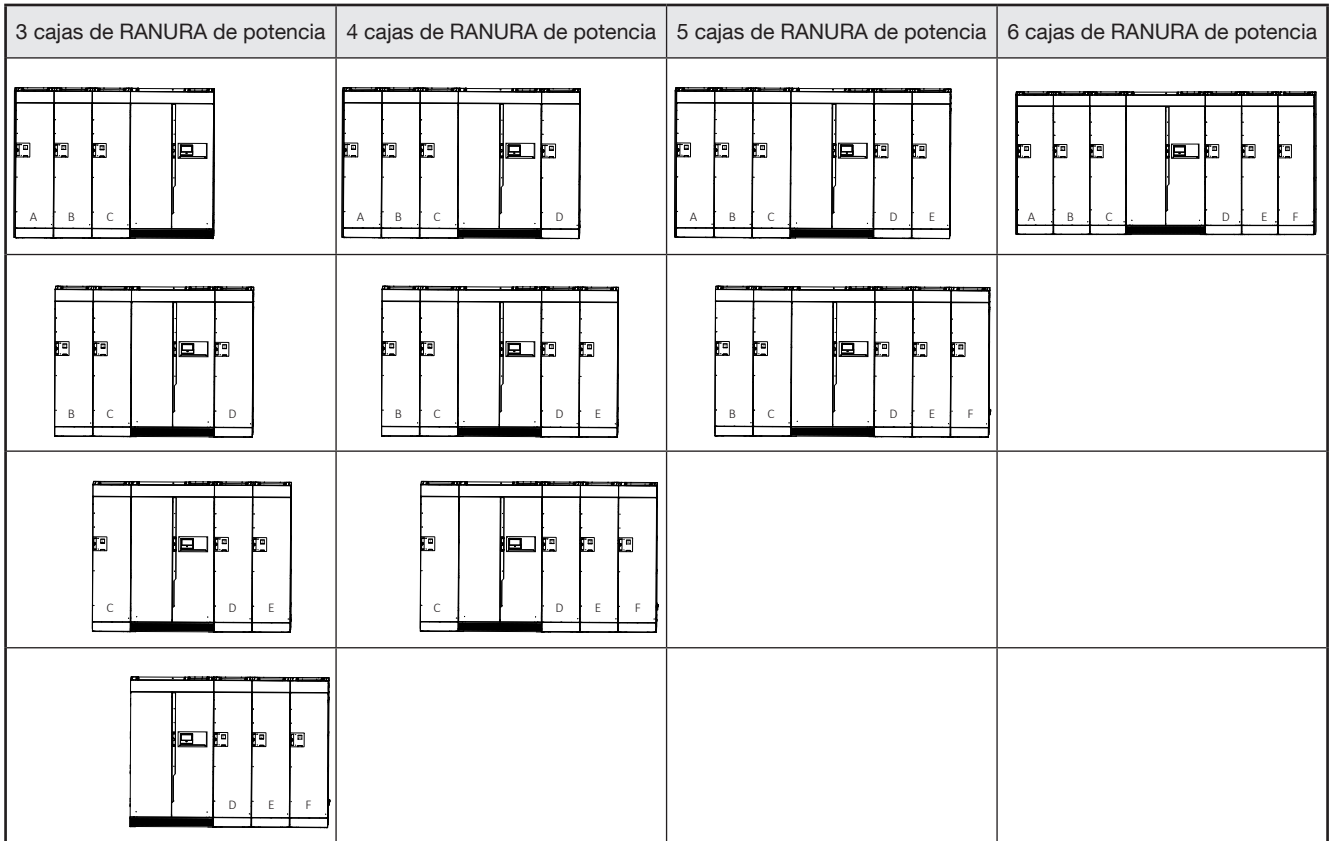 3 cajas de RANURA de potencia
4 cajas de RANURA de potencia
5 cajas de RANURA de potencia
6 cajas de RANURA de potencia
A B C
A B C D
A B C D E
A B C D E F
B C D
B C D E
B C D E F
C D E
C D E F
D E F